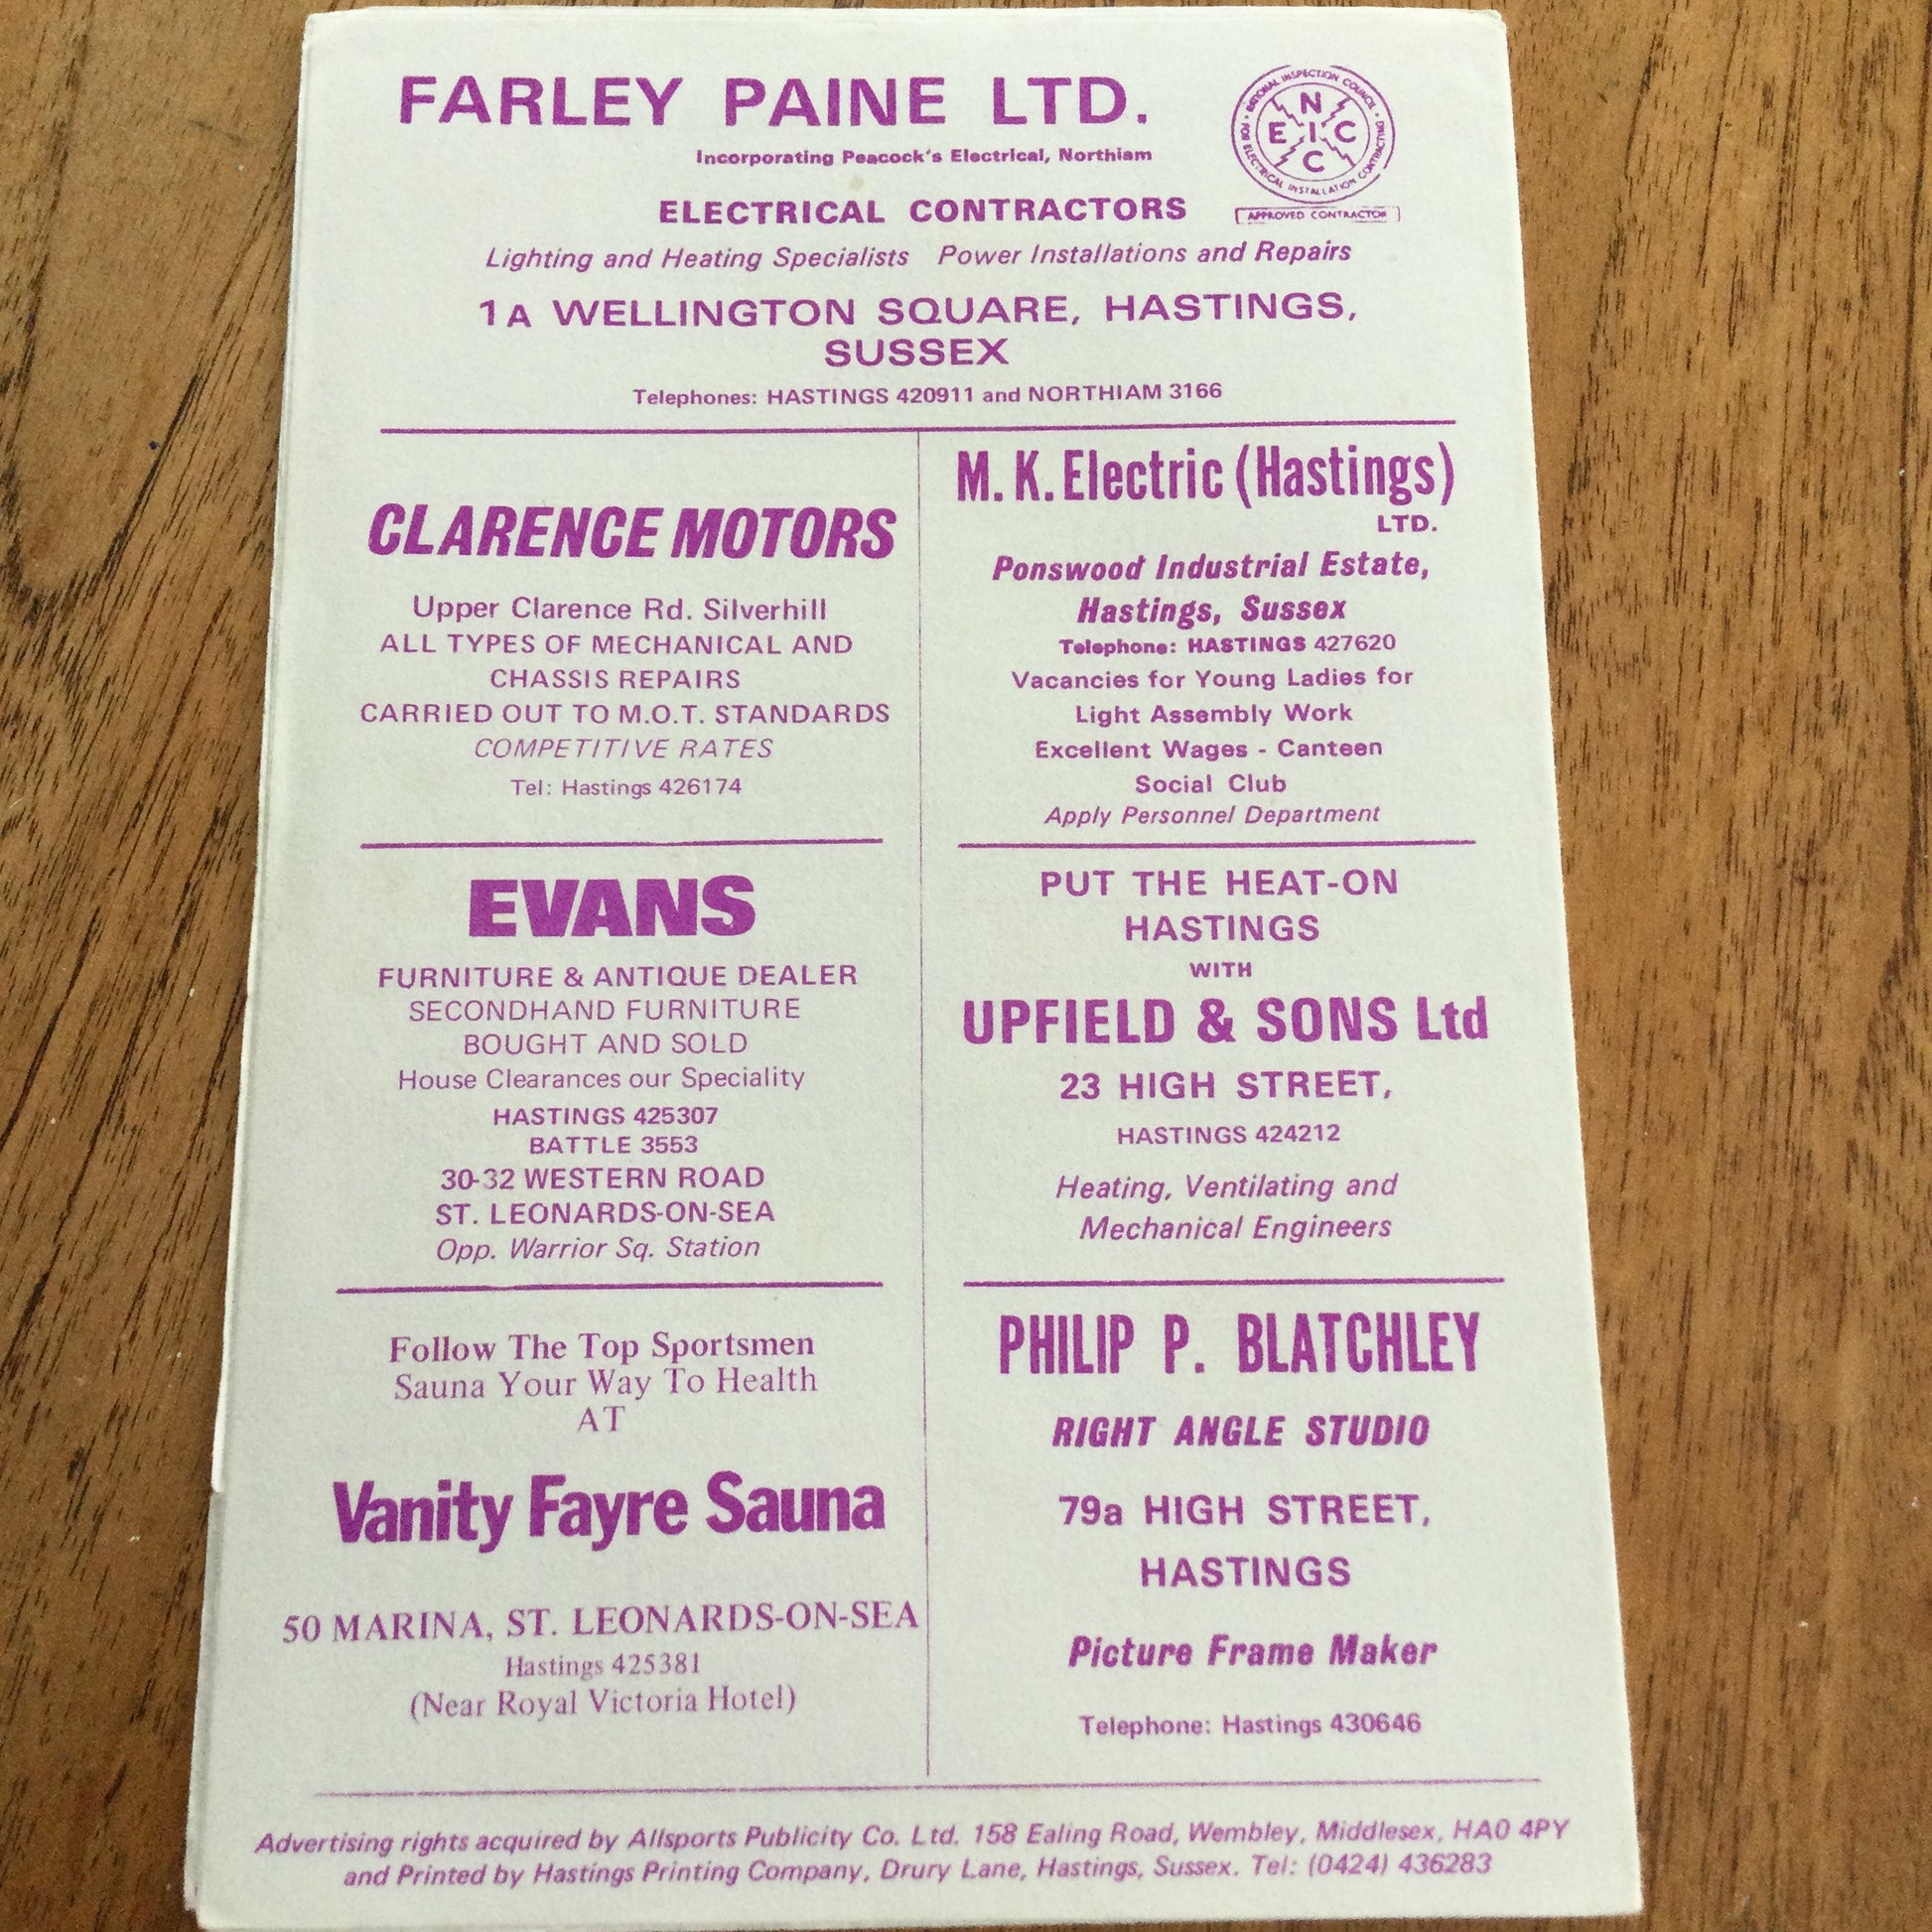 FARLEY PAINE LTD.
Incorporating Peacock's Electrical, Northiam
NATIONAL INSPECTION COUNCIL
FOR ELECTRICAL INSTALLATION CONTRACTING
N
E I C
C
APPROVED CONTRACTOR
ELECTRICAL CONTRACTORS
Lighting and Heating Specialists Power Installations and Repairs
1A WELLINGTON SQUARE, HASTINGS,
SUSSEX
Telephones: HASTINGS 420911 and NORTHIAM 3166
CLARENCE MOTORS
Upper Clarence Rd. Silverhill
ALL TYPES OF MECHANICAL AND
CHASSIS REPAIRS
CARRIED OUT TO M.O.T. STANDARDS
COMPETITIVE RATES
Tel: Hastings 426174
EVANS
FURNITURE & ANTIQUE DEALER
SECONDHAND FURNITURE
BOUGHT AND SOLD
House Clearances our Speciality
HASTINGS 425307
BATTLE 3553
30-32 WESTERN ROAD
ST. LEONARDS-ON-SEA
Opp. Warrior Sq. Station
Follow The Top Sportsmen
Sauna Your Way To Health
AT
Vanity Fayre Sauna
50 MARINA, ST. LEONARDS-ON-SEA
Hastings 425381
(Near Royal Victoria Hotel)
M. K. Electric (Hastings)
LTD.
Ponswood Industrial Estate,
Hastings, Sussex
Telephone: HASTINGS 427620
Vacancies for Young Ladies for
Light Assembly Work
Excellent Wages - Canteen
Social Club
Apply Personnel Department
PUT THE HEAT-ON
HASTINGS
WITH
UPFIELD & SONS Ltd
23 HIGH STREET,
HASTINGS 424212
Heating, Ventilating and
Mechanical Engineers
PHILIP P. BLATCHLEY
RIGHT ANGLE STUDIO
79a HIGH STREET,
HASTINGS
Picture Frame Maker
Telephone: Hastings 430646
Advertising rights acquired by Allsports Publicity Co. Ltd. 158 Ealing Road, Wembley, Middlesex, HA0 4PY
and Printed by Hastings Printing Company, Drury Lane, Hastings, Sussex. Tel: (0424) 436283